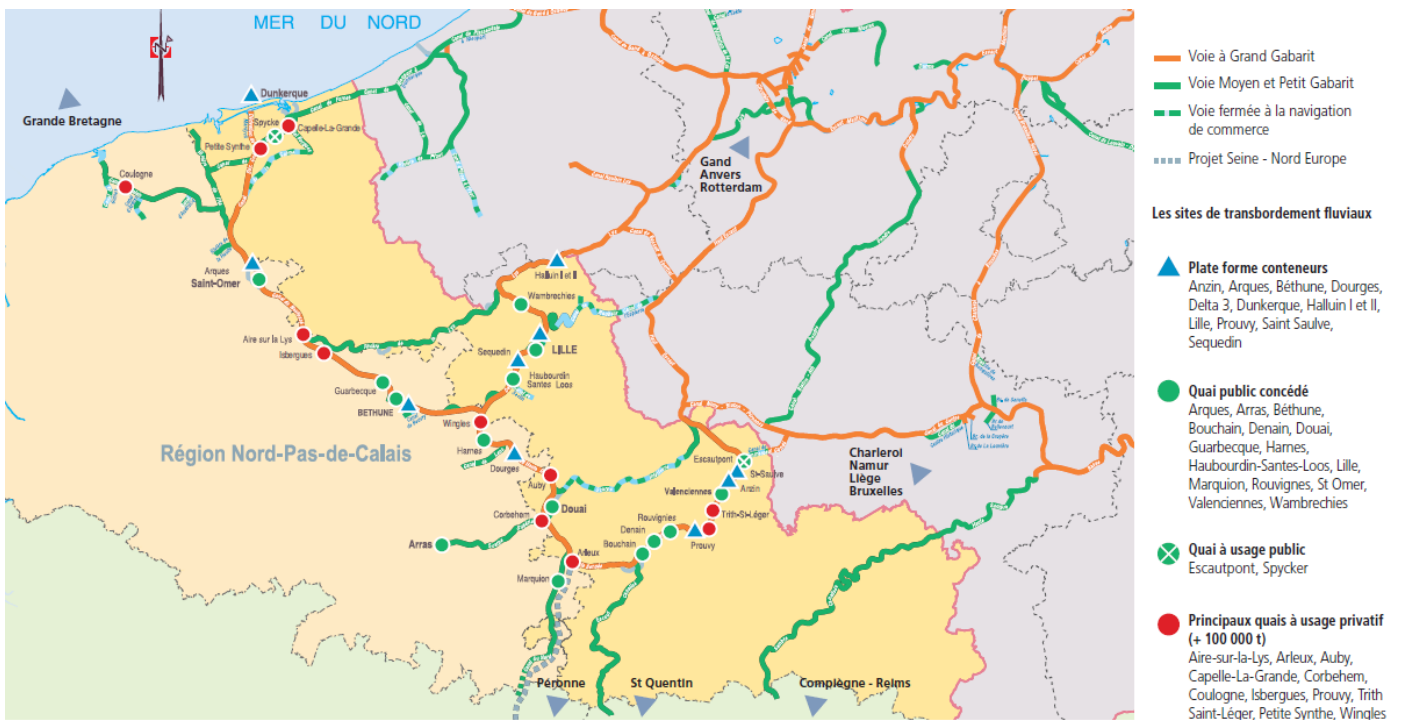 MER DU NORD
Grande Bretagne
Dunkerque
Spycke
Capelle-La-Grande
Petite Synthe
Coulogne
Gand
Anvers
Rotterdam
Arques
Saint-Omer
Halluin I et II
Wambrechies
Aire sur la Lys
Isbergues
Sequedin
LILLE
Guarbecque
Haubourdin
Santes Loos
BETHUNE
Wingles
Région Nord-Pas-de-Calais
Harnes
Dourges
Escautpont
St-Saulve
Charleroi
Namur
Liège
Bruxelles
Auby
Valenciennes
Anzin
Douai
Corbehem
Rouvignies
Trith-St-Léger
Denain
Arras
Bouchain
Prouvy
Arleux
Marquion
Péronne
St Quentin
Compiègne - Reims
Voie à Grand Gabarit
Voie Moyen et Petit Gabarit
Voie fermée à la navigation
de commerce
Projet Seine - Nord Europe
Les sites de transbordement fluviaux
Plate forme conteneurs
Anzin, Arques, Béthune, Dourges,
Delta 3, Dunkerque, Halluin I et II,
Lille, Prouvy, Saint Saulve,
Sequedin
Quai public concédé
Arques, Arras, Béthune,
Bouchain, Denain, Douai,
Guarbecque, Harnes,
Haubourdin-Santes-Loos, Lille,
Marquion, Rouvignes, St Omer,
Valenciennes, Wambrechies
Quai à usage public
Escautpont, Spycker
Principaux quais à usage privatif
(+ 100 000 t)
Aire-sur-la-Lys, Arleux, Auby,
Capelle-La-Grande, Corbehem,
Coulogne, Isbergues, Prouvy, Trith
Saint-Léger, Petite Synthe, Wingles